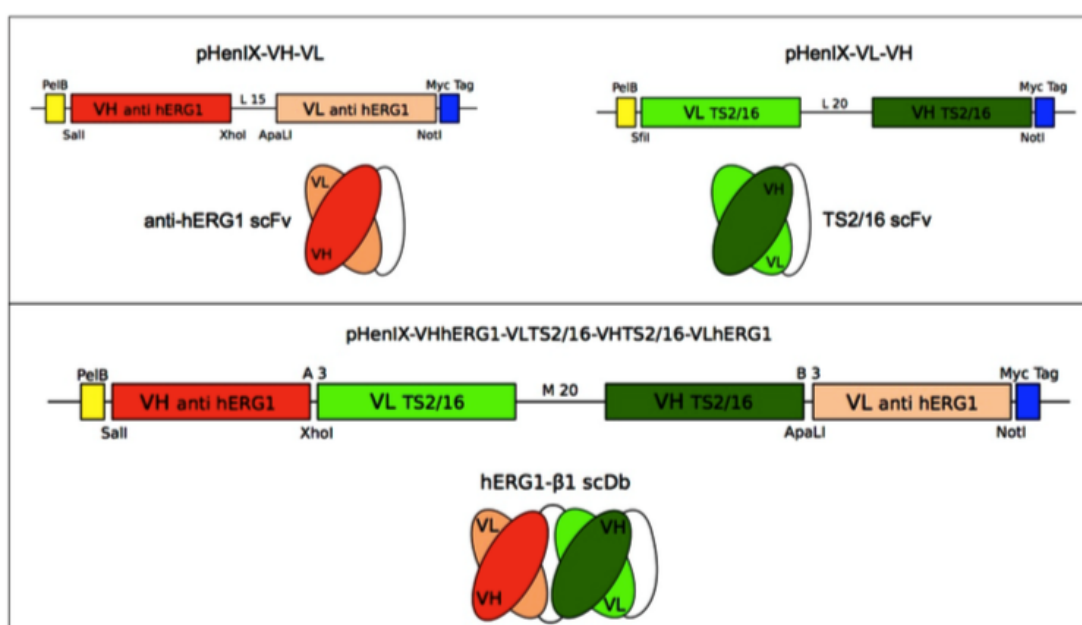 pHenIX-VH-VL
PelB
VH anti hERG1
L 15
VL anti hERG1
Myc Tag
SalI
XhoI
ApaLI
NotI
VL
VH
anti-hERG1 scFv
pHenIX-VL-VH
PelB
VL TS2/16
L 20
VH TS2/16
Myc Tag
SfiI
NotI
VH
VL
TS2/16 scFv
pHenIX-VHhERG1-VLTS2/16-VHTS2/16-VLhERG1
PelB
VH anti hERG1
A 3
VL TS2/16
M 20
VH TS2/16
B 3
VL anti hERG1
Myc Tag
SalI
XhoI
ApaLI
NotI
hERG1-β1 scDb
VL
VH
VH
VL